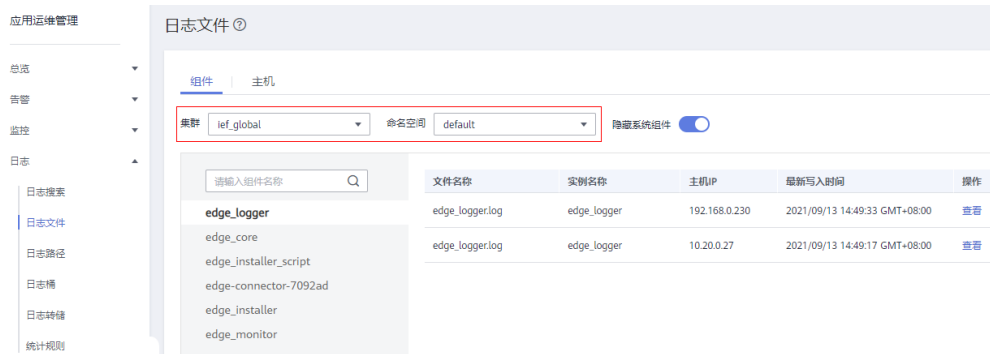 应用运维管理
总览
告警
监控
日志
日志搜索
日志文件
日志路径
日志桶
日志转储
统计规则
日志文件
组件 主机
集群 ief_global 命名空间 default 隐藏系统组件
请输入组件名称
edge_logger
edge_core
edge_installer_script
edge-connector-7092ad
edge_installer
edge_monitor
文件名称 实例名称 主机IP 最新写入时间 操作
edge_logger.log edge_logger 192.168.0.230 2021/09/13 14:49:33 GMT+08:00 查看
edge_logger.log edge_logger 10.20.0.27 2021/09/13 14:49:17 GMT+08:00 查看